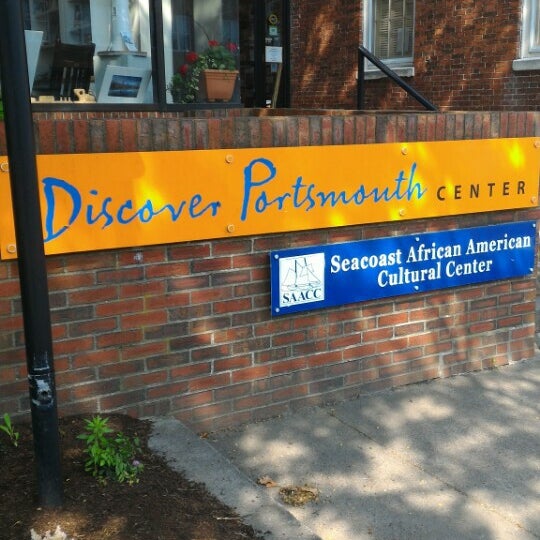 Discover Portsmouth CENTER
Seacoast African American
Cultural Center
SAACC